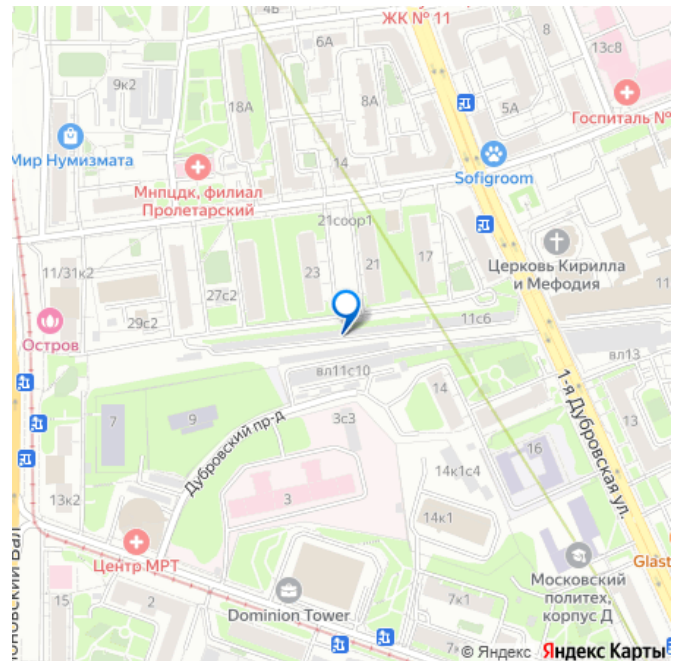 ЖК № 11
4Б
6А
8
13с8
9к2
18А
8А
5А
Госпиталь №
Мир Нумизмата
14
Sofigroom
Мнпцдк, филиал
Пролетарский
21соор1
23
21
17
Церковь Кирилла
и Мефодия
11/31к2
27с2
29с2
11с6
11
Остров
вл11с10
вл13
14
1-я Дубровская ул.
7
9
Дубровский пр-д
3с3
13
16
3
14к1с4
14к1
13к2
Центр МРТ
Glast
Московский
политех,
корпус Д
15
2
Dominion Tower
7к1
© Яндекс Яндекс Карты